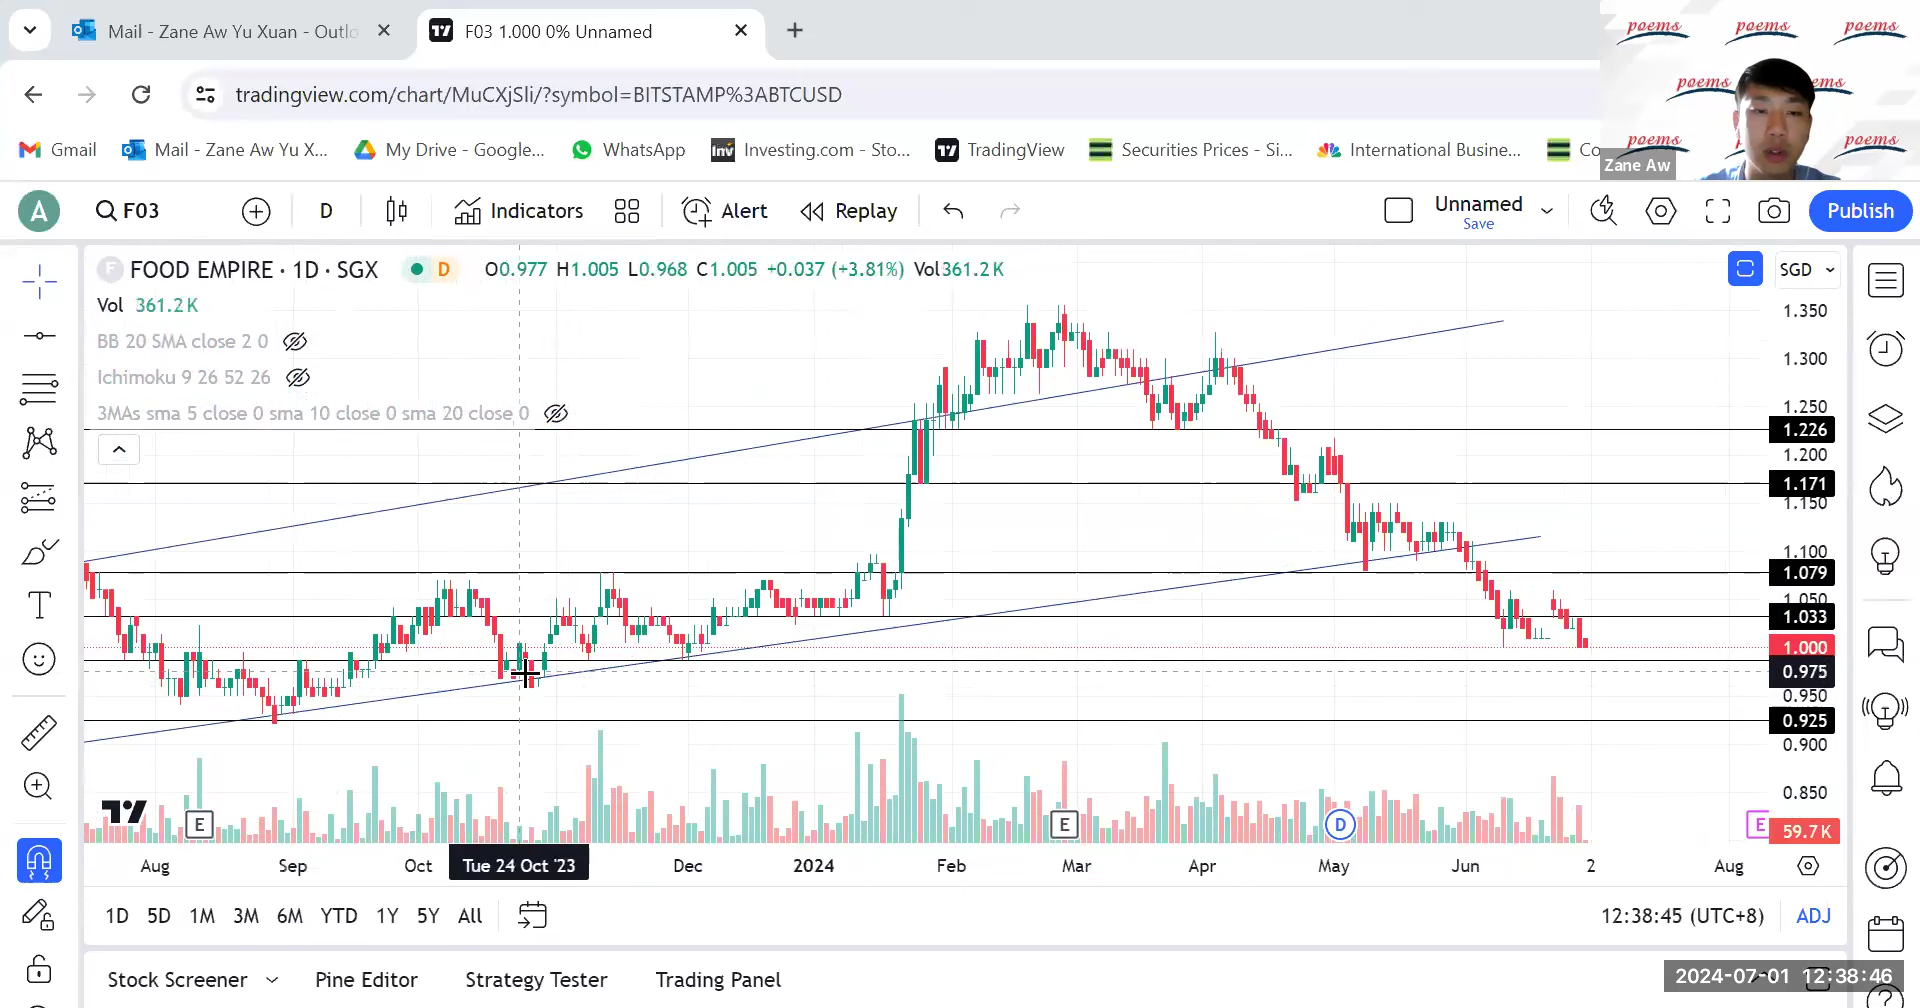 Mail - Zane Aw Yu Xuan - Outlo
F03 1.000 0% Unnamed
tradingview.com/chart/MuCXjSli/?symbol=BITSTAMP%3ABTCUSD
Gmail
Mail - Zane Aw Yu X...
My Drive - Google...
WhatsApp
Inv
Investing.com - Sto...
TradingView
Securities Prices - Si...
International Busine...
Co
poems poems poems
poems ems
poems poems
Zane Aw
A
F03
D
Indicators
Alert
Replay
Unnamed
Save
Publish
F FOOD EMPIRE · 1D · SGX D O0.977 H1.005 L0.968 C1.005 +0.037 (+3.81%) Vol361.2 K
SGD
Vol 361.2 K
BB 20 SMA close 2 0
Ichimoku 9 26 52 26
3MAs sma 5 close 0 sma 10 close 0 sma 20 close 0
1.350
1.300
1.250
1.226
1.200
1.171
1.150
1.100
1.079
1.050
1.033
1.000
0.975
0.950
0.925
0.900
0.850
E E D E
59.7 K
Aug Sep Oct Tue 24 Oct '23 Dec 2024 Feb Mar Apr May Jun 2 Aug
1D 5D 1M 3M 6M YTD 1Y 5Y All
12:38:45 (UTC+8) ADJ
Stock Screener Pine Editor Strategy Tester Trading Panel
2024-07-01 12:38:46